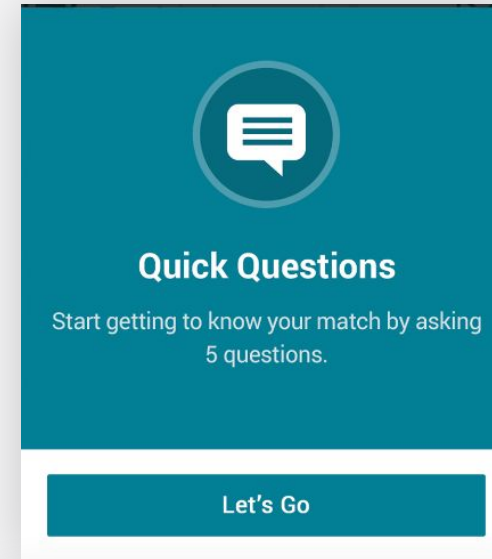 Quick Questions
Start getting to know your match by asking
5 questions.
Let's Go